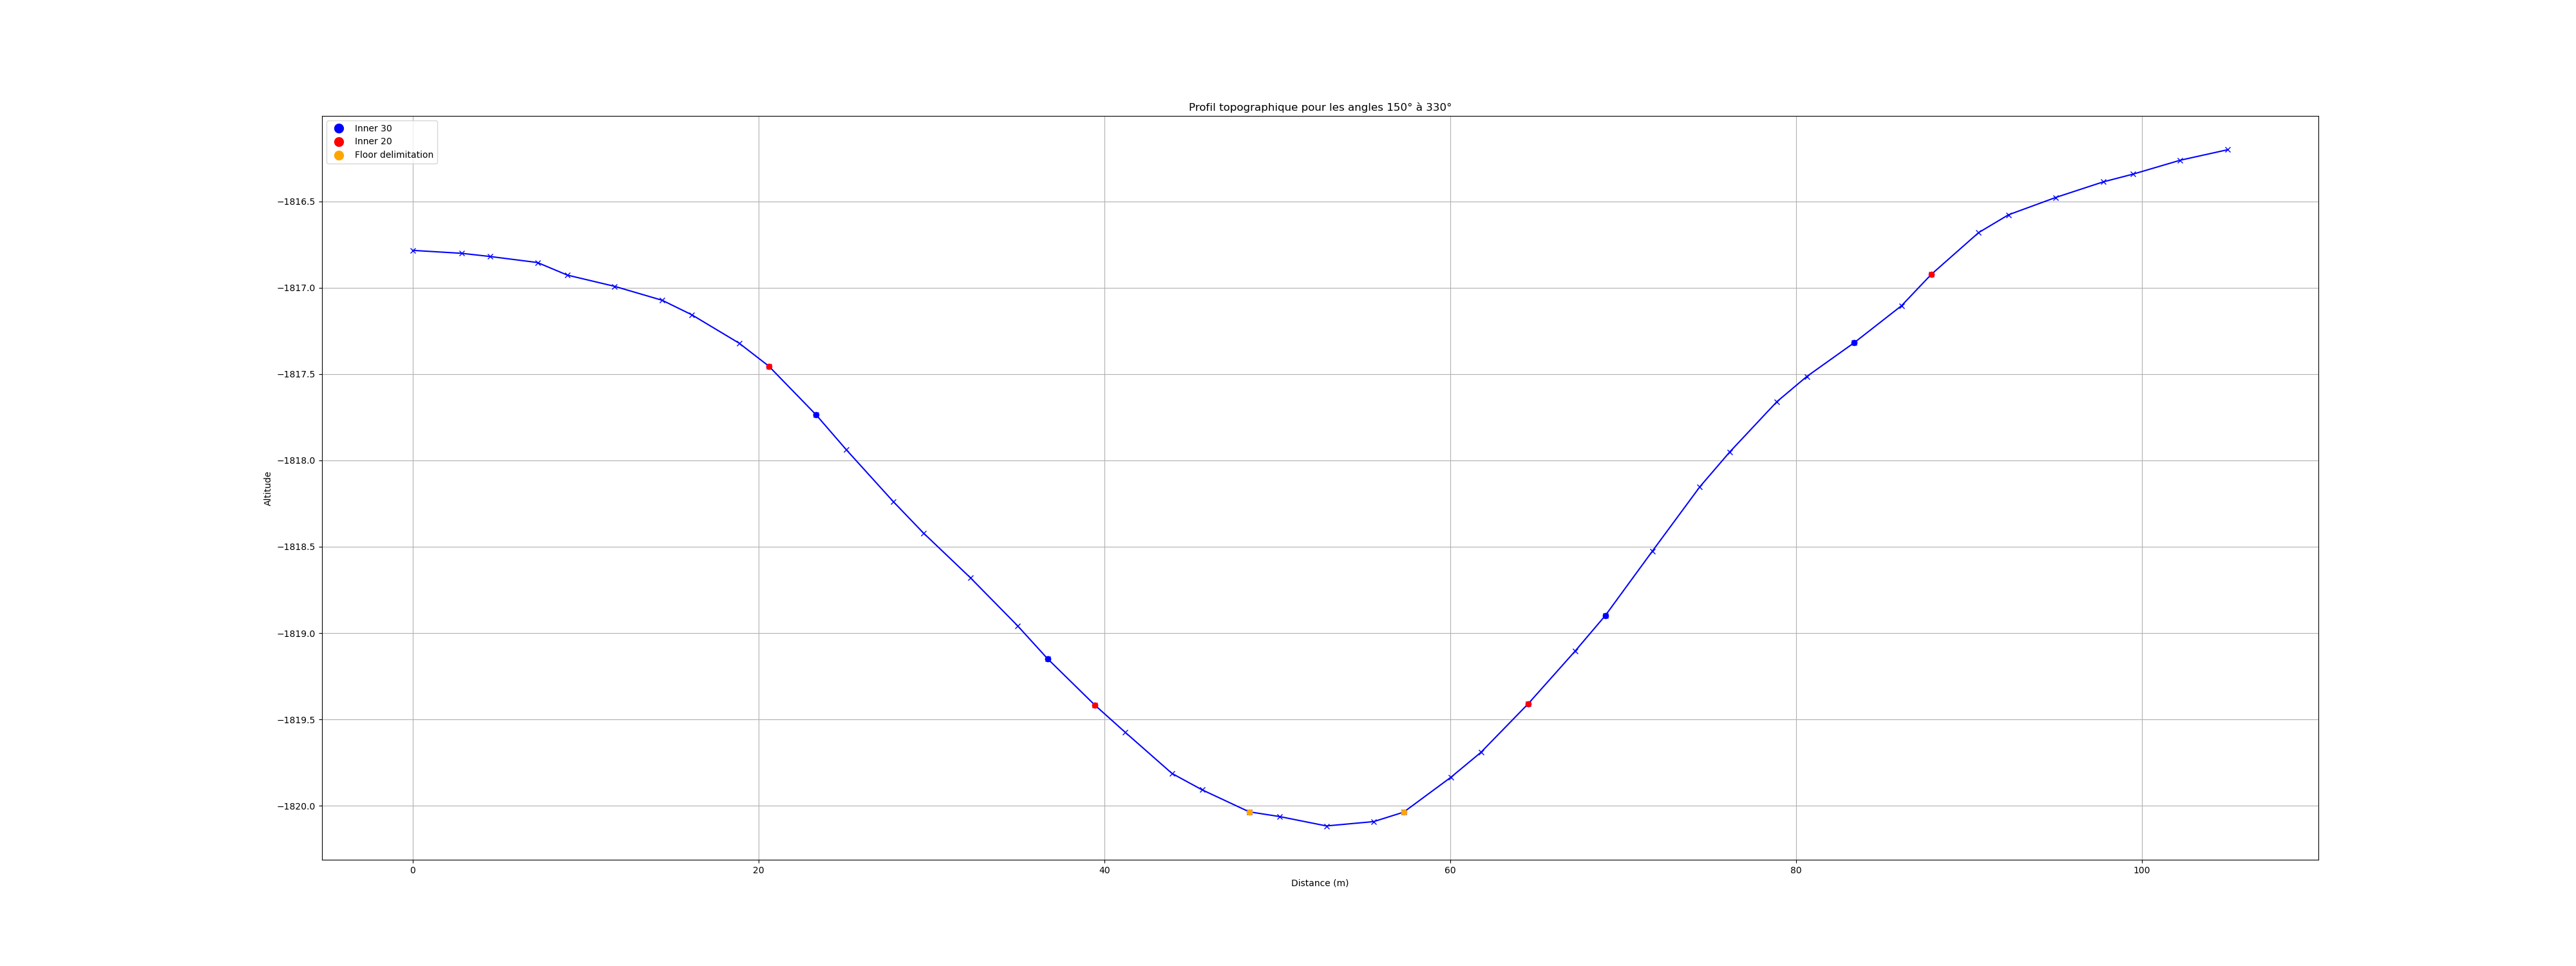 Profil topographique pour les angles 150° à 330°
Inner 30
Inner 20
Floor delimitation
−1816.5
−1817.0
−1817.5
−1818.0
−1818.5
−1819.0
−1819.5
−1820.0
Altitude
0 20 40 60 80 100
Distance (m)